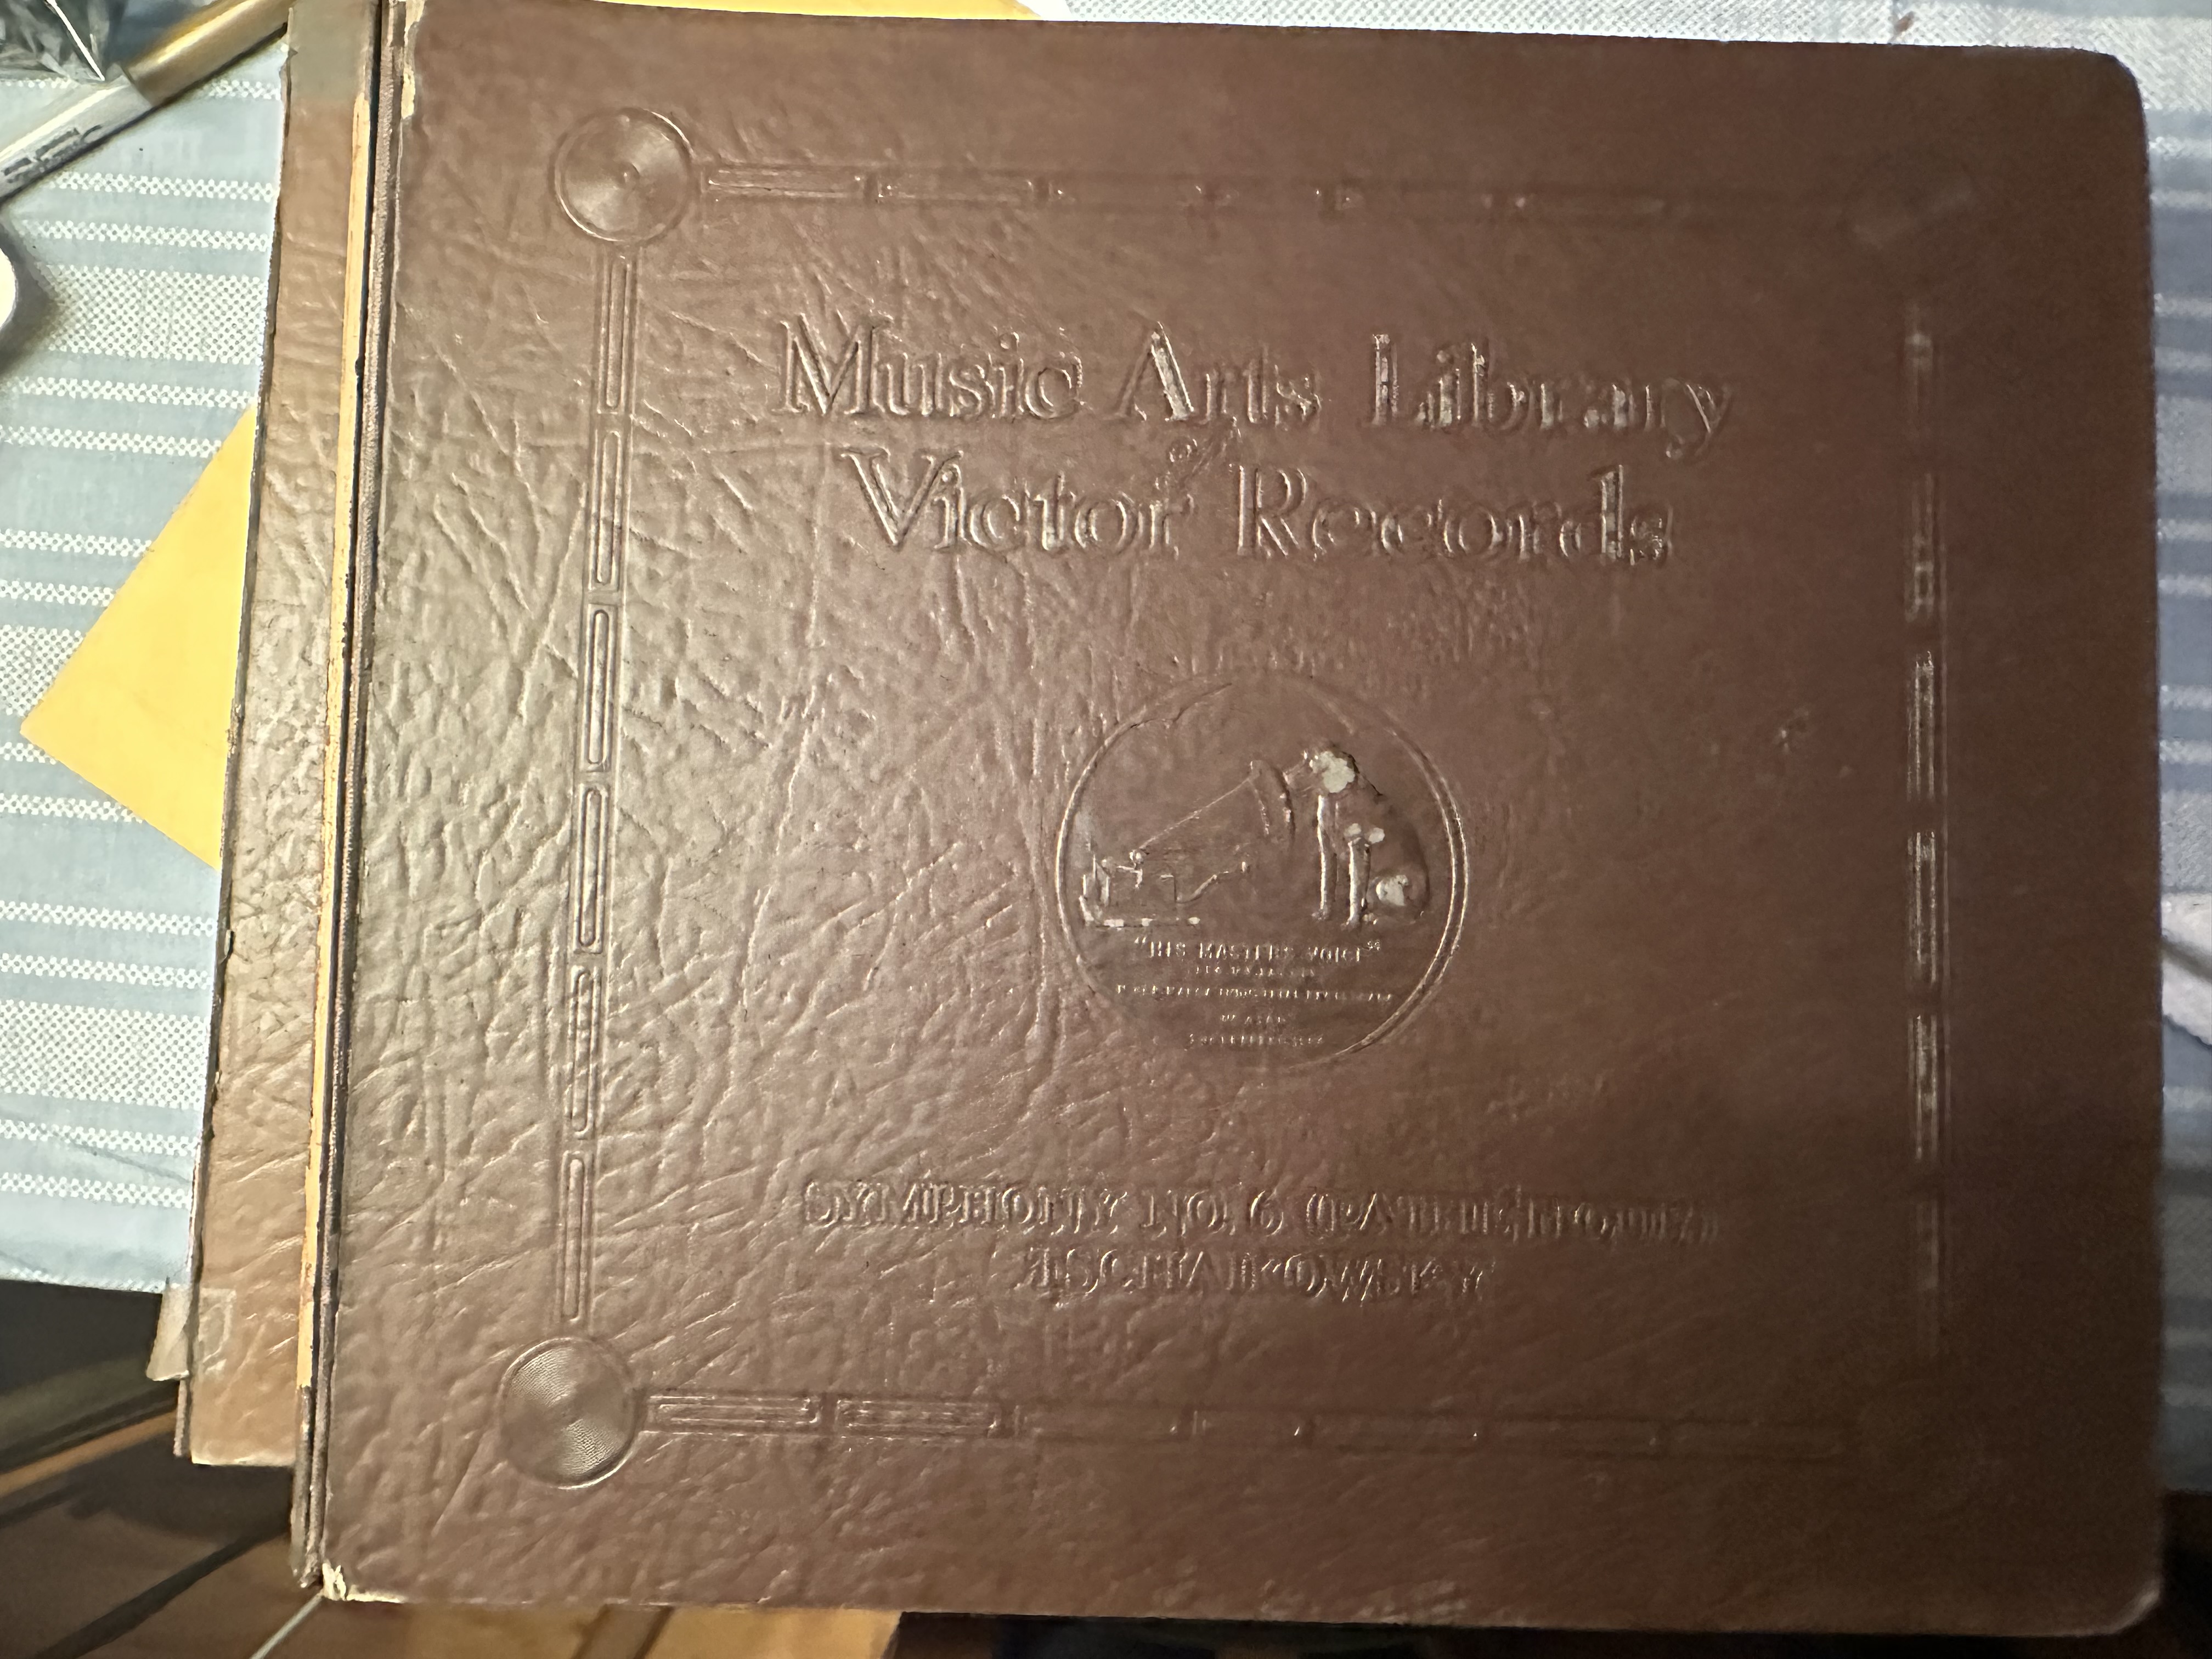 Music Arts Library
of
Victor Records
"HIS MASTER'S VOICE"
SYMPHONY NO. 6 (PATHETIQUE)
TSCHAIKOWSKY